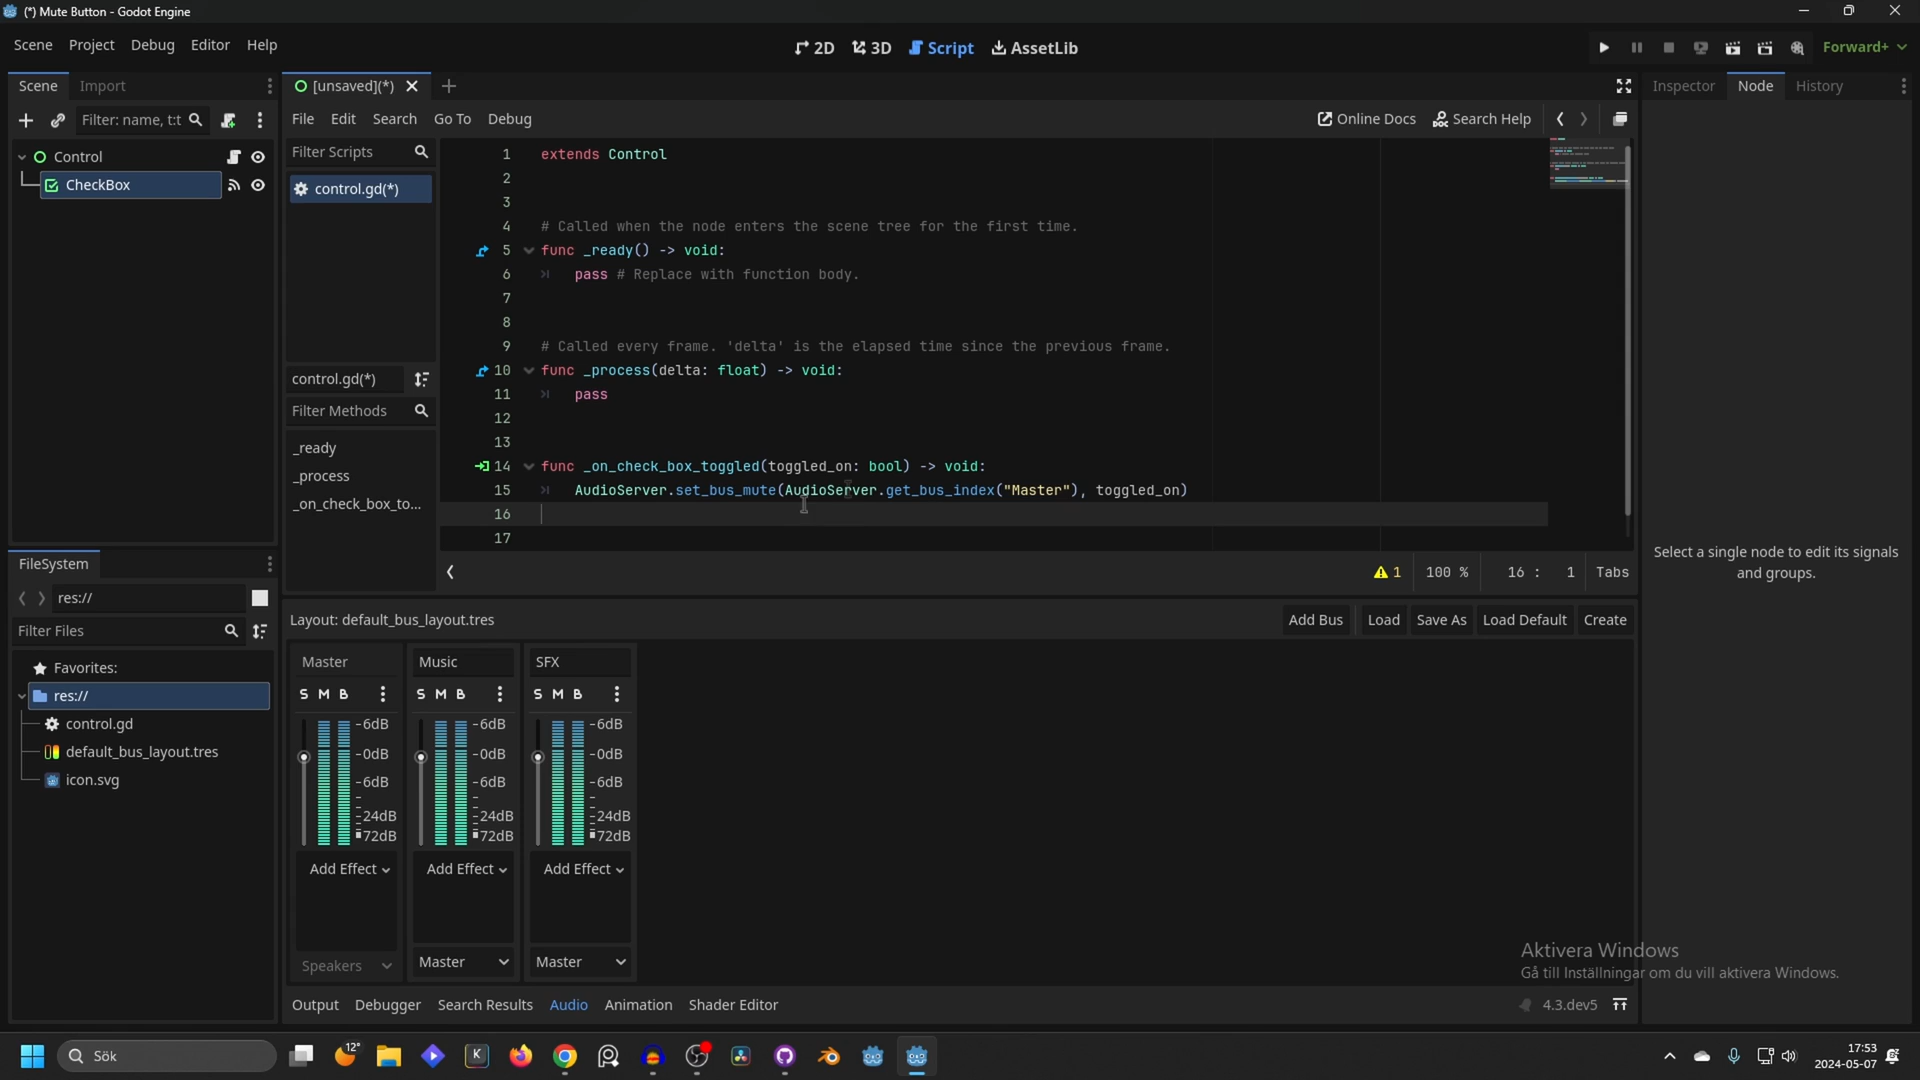 (*) Mute Button - Godot Engine
Scene Project Debug Editor Help
2D 3D Script AssetLib
Forward+
Scene Import
[unsaved](*)
Inspector Node History
Filter: name, t:t
File Edit Search Go To Debug
Online Docs Search Help
Control
CheckBox
Filter Scripts
control.gd(*)
control.gd(*)
Filter Methods
_ready
_process
_on_check_box_to...
1 extends Control
2
3
4 # Called when the node enters the scene tree for the first time.
5 func _ready() -> void:
6 pass # Replace with function body.
7
8
9 # Called every frame. 'delta' is the elapsed time since the previous frame.
10 func _process(delta: float) -> void:
11 pass
12
13
14 func _on_check_box_toggled(toggled_on: bool) -> void:
15 AudioServer.set_bus_mute(AudioServer.get_bus_index("Master"), toggled_on)
16
17
1 100 % 16 : 1 Tabs
Select a single node to edit its signals
and groups.
FileSystem
res://
Filter Files
Favorites:
res://
control.gd
default_bus_layout.tres
icon.svg
Layout: default_bus_layout.tres
Add Bus Load Save As Load Default Create
Master Music SFX
S M B S M B S M B
-6dB -6dB -6dB
-0dB -0dB -0dB
-6dB -6dB -6dB
-24dB -24dB -24dB
72dB 72dB 72dB
Add Effect Add Effect Add Effect
Speakers Master Master
Aktivera Windows
Gå till Inställningar om du vill aktivera Windows.
Output Debugger Search Results Audio Animation Shader Editor
4.3.dev5
Sök
12°
K
17:53
2024-05-07